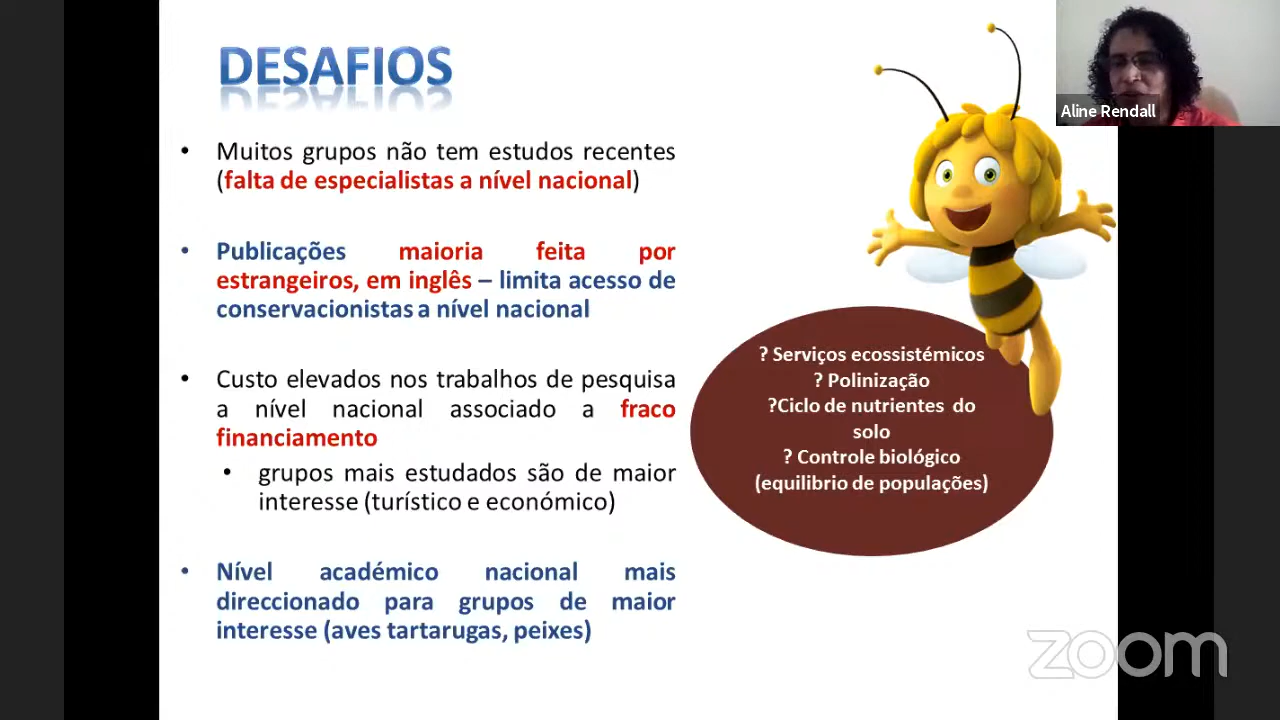 DESAFIOS
Aline Rendall
• Muitos grupos não tem estudos recentes
(falta de especialistas a nível nacional)
• Publicações maioria feita por
estrangeiros, em inglês – limita acesso de
conservacionistas a nível nacional
• Custo elevados nos trabalhos de pesquisa
a nível nacional associado a fraco
financiamento
• grupos mais estudados são de maior
interesse (turístico e económico)
• Nível académico nacional mais
direccionado para grupos de maior
interesse (aves tartarugas, peixes)
? Serviços ecossistémicos
? Polinização
?Ciclo de nutrientes do
solo
? Controle biológico
(equilibrio de populações)
zoom